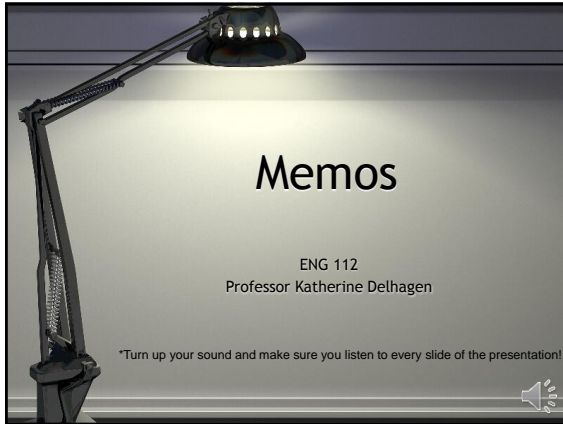 Memos
ENG 112
Professor Katherine Delhagen
*Turn up your sound and make sure you listen to every slide of the presentation!